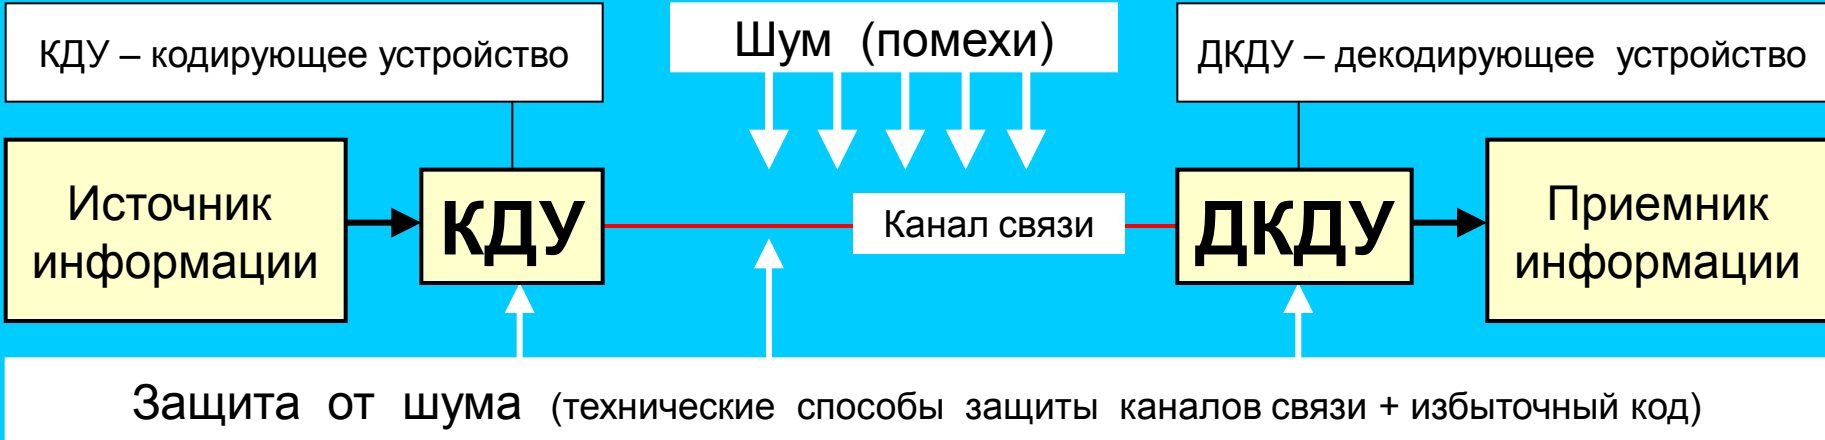 КДУ – кодирующее устройство
Шум (помехи)
ДКДУ – декодирующее устройство
Источник
информации
КДУ
Канал связи
ДКДУ
Приемник
информации
Защита от шума (технические способы защиты каналов связи + избыточный код)